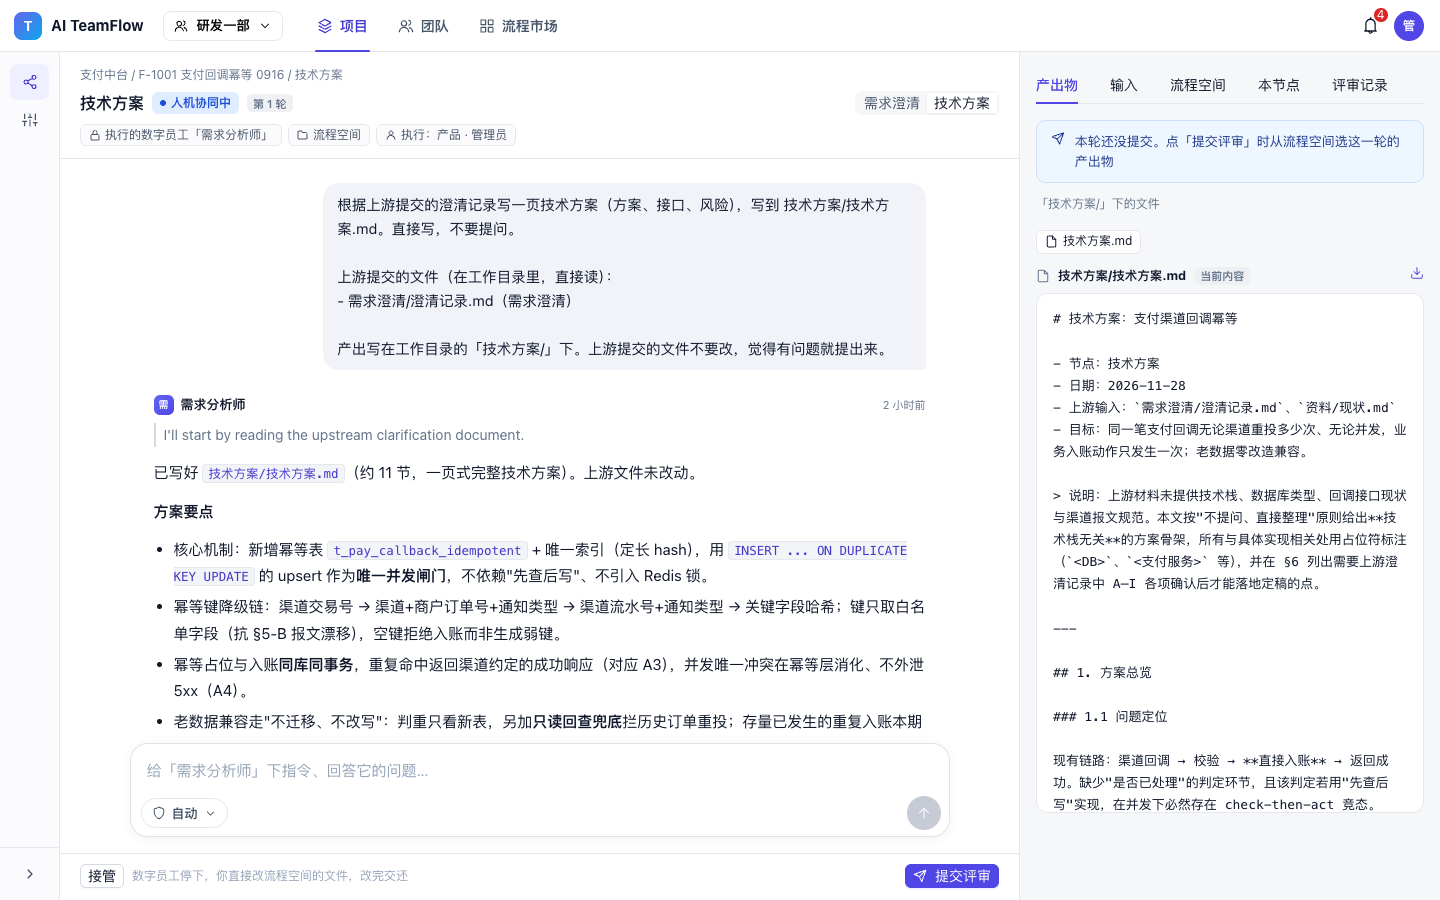 T AI TeamFlow 研发一部 项目 团队 流程市场 4 管
支付中台 / F-1001 支付回调幂等 0916 / 技术方案
技术方案 人机协同中 第 1 轮 需求澄清 技术方案
执行的数字员工「需求分析师」 流程空间 执行：产品 · 管理员
根据上游提交的澄清记录写一页技术方案（方案、接口、风险），写到 技术方案/技术方
案.md。直接写，不要提问。
上游提交的文件（在工作目录里，直接读）：
- 需求澄清/澄清记录.md（需求澄清）
产出写在工作目录的「技术方案/」下。上游提交的文件不要改，觉得有问题就提出来。
需 需求分析师 2 小时前
I'll start by reading the upstream clarification document.
已写好 技术方案/技术方案.md（约 11 节，一页式完整技术方案）。上游文件未改动。
方案要点
• 核心机制：新增幂等表 t_pay_callback_idempotent + 唯一索引（定长 hash），用 INSERT ... ON DUPLICATE
KEY UPDATE 的 upsert 作为唯一并发闸门，不依赖"先查后写"、不引入 Redis 锁。
• 幂等键降级链：渠道交易号 → 渠道+商户订单号+通知类型 → 渠道流水号+通知类型 → 关键字段哈希；键只取白名
单字段（抗 §5-B 报文漂移），空键拒绝入账而非生成弱键。
• 幂等占位与入账同库同事务，重复命中返回渠道约定的成功响应（对应 A3），并发唯一冲突在幂等层消化、不外泄
5xx（A4）。
• 老数据兼容走"不迁移、不改写"：判重只看新表，另加只读回查兜底拦历史订单重投；存量已发生的重复入账本期
给「需求分析师」下指令、回答它的问题...
自动
接管 数字员工停下，你直接改流程空间的文件，改完交还 提交评审
产出物 输入 流程空间 本节点 评审记录
本轮还没提交。点「提交评审」时从流程空间选这一轮的
产出物
「技术方案/」下的文件
技术方案.md
技术方案/技术方案.md 当前内容
# 技术方案：支付渠道回调幂等
- 节点：技术方案
- 日期：2026-11-28
- 上游输入：`需求澄清/澄清记录.md`、`资料/现状.md`
- 目标：同一笔支付回调无论渠道重投多少次、无论并发，业
务入账动作只发生一次；老数据零改造兼容。
> 说明：上游材料未提供技术栈、数据库类型、回调接口现状
与渠道报文规范。本文按"不提问、直接整理"原则给出**技
术栈无关**的方案骨架，所有与具体实现相关处用占位符标注
（`<DB>`、`<支付服务>` 等），并在 §6 列出需要上游澄
清记录中 A—I 各项确认后才能落地定稿的点。
---
## 1. 方案总览
### 1.1 问题定位
现有链路：渠道回调 → 校验 → **直接入账** → 返回成
功。缺少"是否已处理"的判定环节，且该判定若用"先查后
写"实现，在并发下必然存在 check-then-act 竞态。